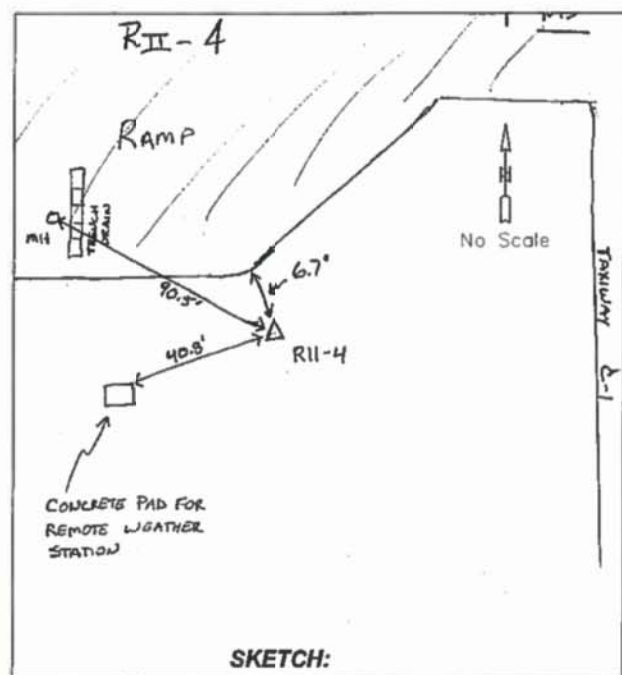 RII-4
RAMP
MH
TRENCH
DRAIN
No Scale
6.7'
90.5'
RII-4
40.8'
TAXIWAY
CONCRETE PAD FOR
REMOTE WEATHER
STATION
SKETCH: